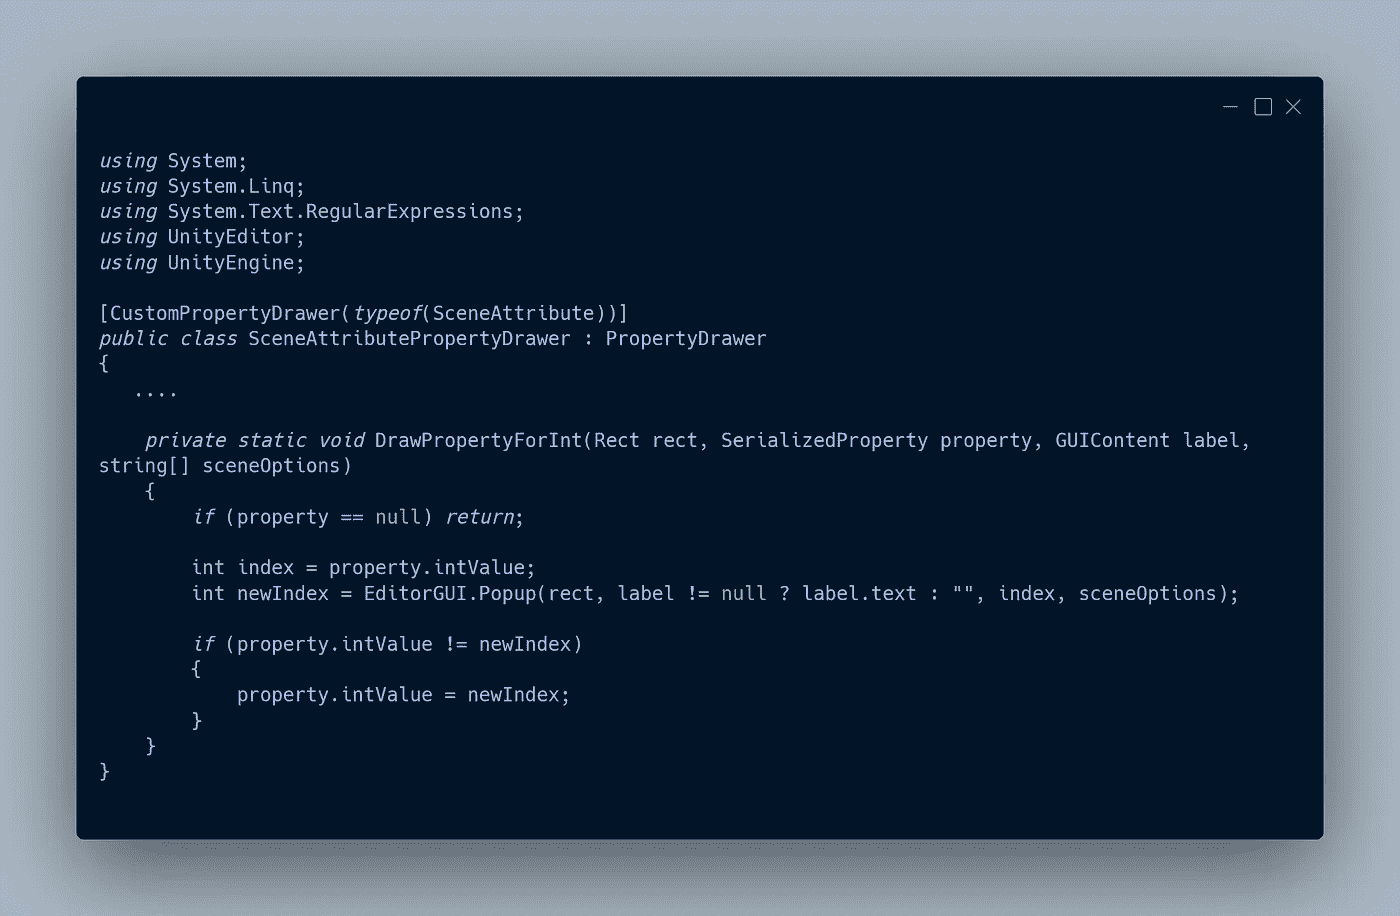 using System;
using System.Linq;
using System.Text.RegularExpressions;
using UnityEditor;
using UnityEngine;
[CustomPropertyDrawer(typeof(SceneAttribute))]
public class SceneAttributePropertyDrawer : PropertyDrawer
{
....
private static void DrawPropertyForInt(Rect rect, SerializedProperty property, GUIContent label,
string[] sceneOptions)
{
if (property == null) return;
int index = property.intValue;
int newIndex = EditorGUI.Popup(rect, label != null ? label.text : "", index, sceneOptions);
if (property.intValue != newIndex)
{
property.intValue = newIndex;
}
}
}